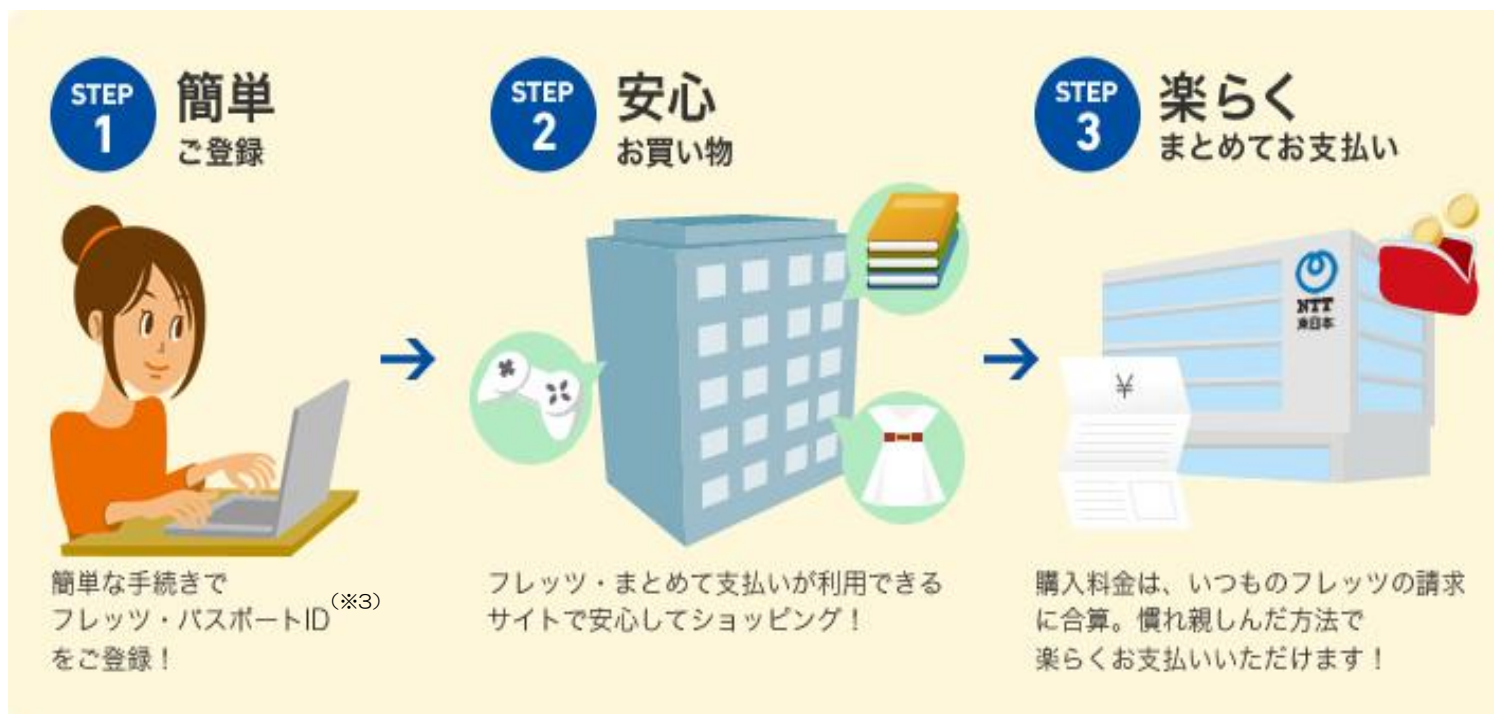 STEP
1
簡単
ご登録
STEP
2
安心
お買い物
STEP
3
楽らく
まとめてお支払い
NTT
東日本
¥
簡単な手続きで
フレッツ・パスポートID(※3)
をご登録！
フレッツ・まとめて支払いが利用できる
サイトで安心してショッピング！
購入料金は、いつものフレッツの請求
に合算。慣れ親しんだ方法で
楽らくお支払いいただけます！